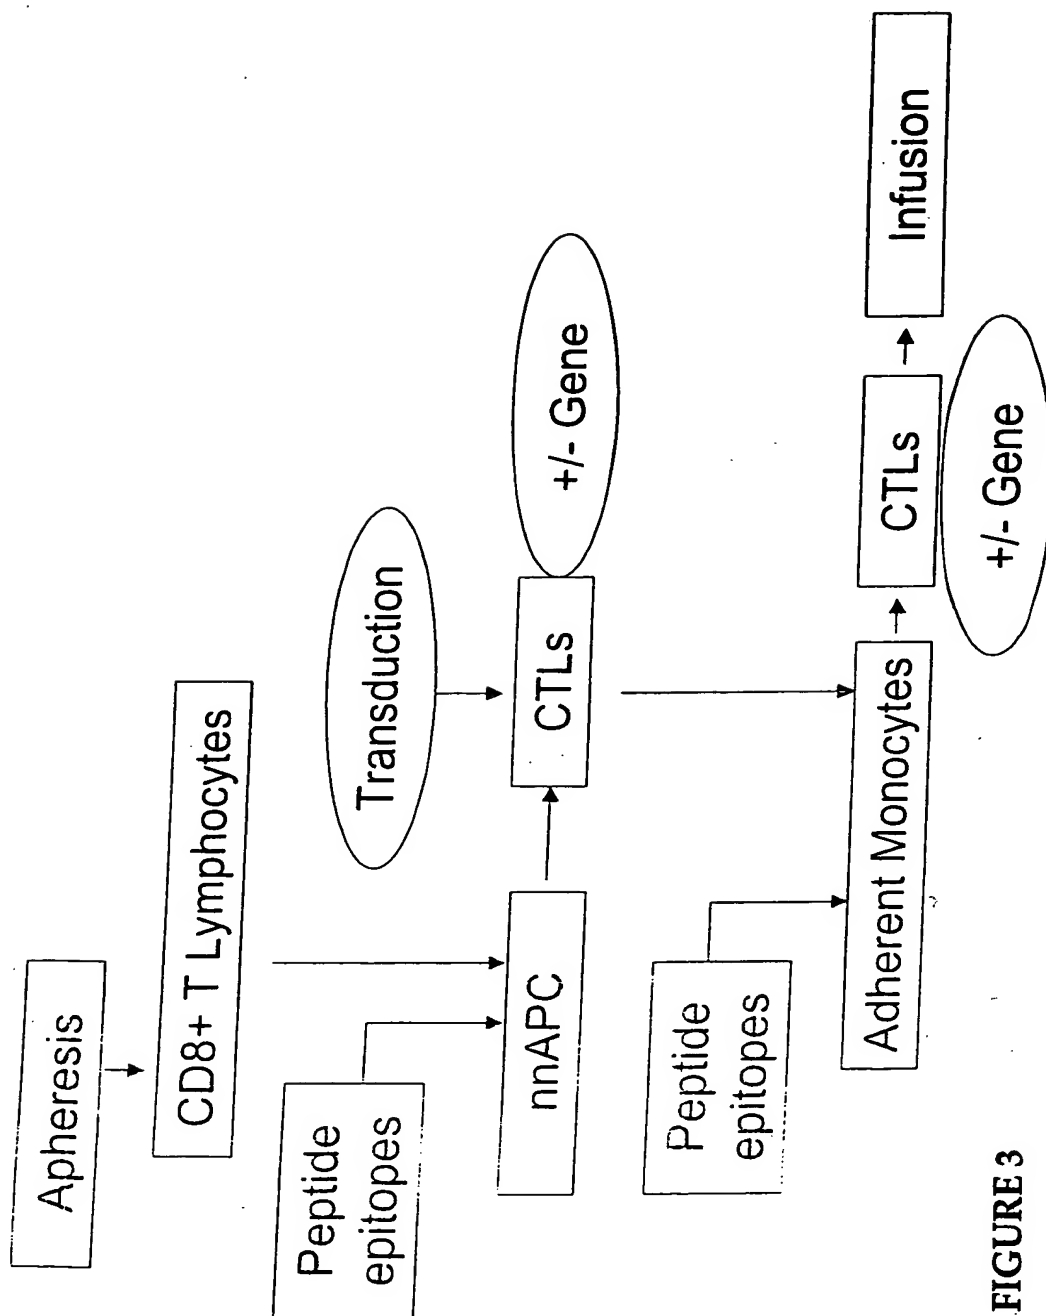 Apheresis
CD8+ T Lymphocytes
Transduction
Peptide
epitopes
nnAPC
CTLs
+/- Gene
Peptide
epitopes
Adherent Monocytes
CTLs
Infusion
+/- Gene
FIGURE 3